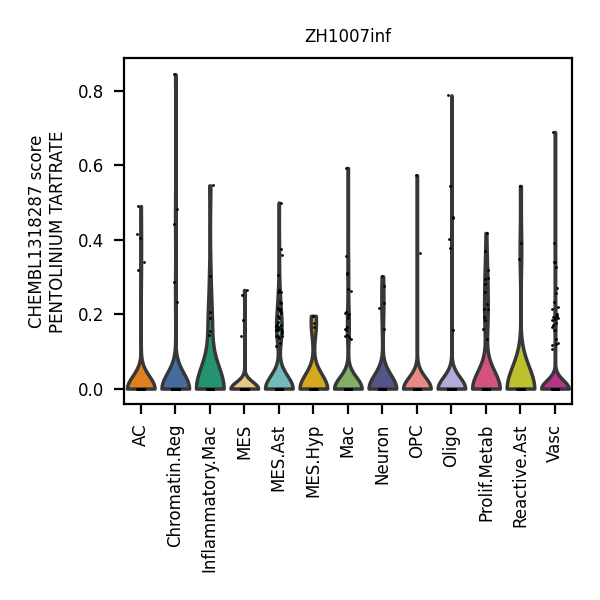 ZH1007inf
CHEMBL1318287 score
PENTOLINIUM TARTRATE
0.8
0.6
0.4
0.2
0.0
AC
Chromatin.Reg
Inflammatory.Mac
MES
MES.Ast
MES.Hyp
Mac
Neuron
OPC
Oligo
Prolif.Metab
Reactive.Ast
Vasc